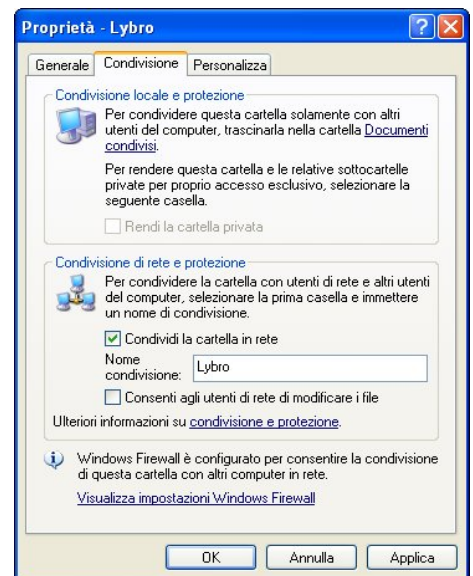 Proprietà - Lybro
Generale Condivisione Personalizza
Condivisione locale e protezione
Per condividere questa cartella solamente con altri
utenti del computer, trascinarla nella cartella Documenti
condivisi.
Per rendere questa cartella e le relative sottocartelle
private per proprio accesso esclusivo, selezionare la
seguente casella.
Rendi la cartella privata
Condivisione di rete e protezione
Per condividere la cartella con utenti di rete e altri utenti
del computer, selezionare la prima casella e immettere
un nome di condivisione.
Condividi la cartella in rete
Nome
condivisione: Lybro
Consenti agli utenti di rete di modificare i file
Ulteriori informazioni su condivisione e protezione.
Windows Firewall è configurato per consentire la condivisione
di questa cartella con altri computer in rete.
Visualizza impostazioni Windows Firewall
OK Annulla Applica